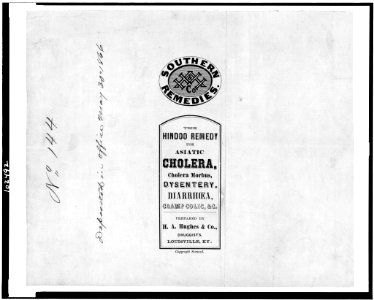 SOUTHERN
REMEDIES.
& Co
HINDOO REMEDY
FOR
ASIATIC
CHOLERA,
Cholera Morbus,
DYSENTERY,
DIARRHŒA,
CRAMP COLIC, &C.
PREPARED BY
H. A. Hughes & Co.,
DRUGGISTS,
LOUISVILLE, KY.
Copyright Secured.
No. 144
Deposited in office May 30 1866
102492